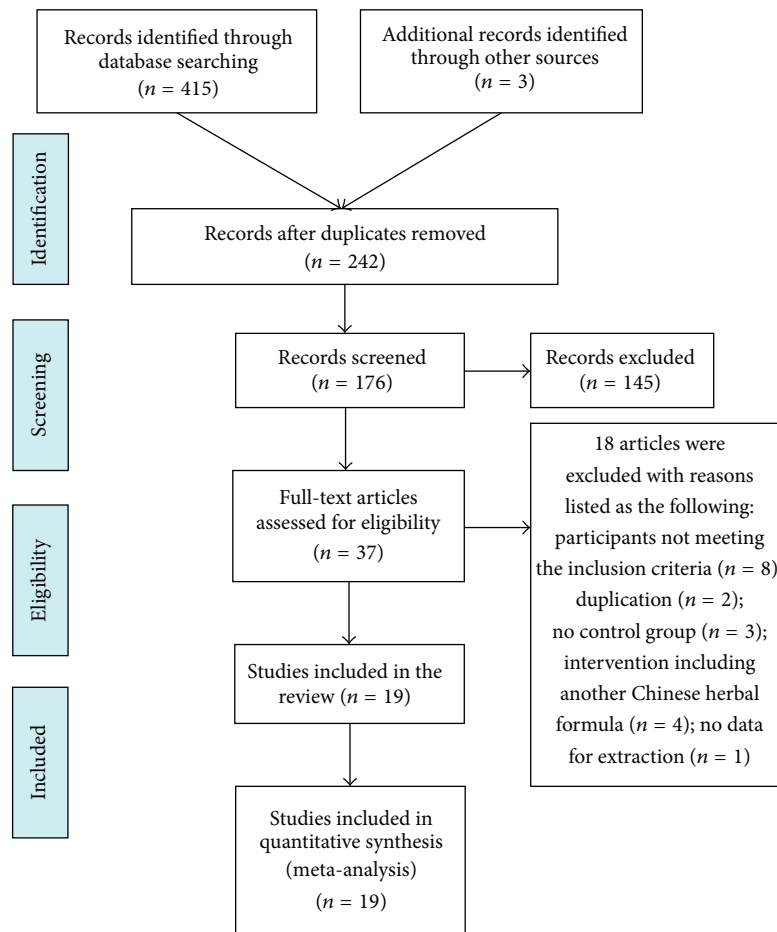 Records identified through
database searching
(n = 415)
Additional records identified
through other sources
(n = 3)
Identification
Records after duplicates removed
(n = 242)
Screening
Records screened
(n = 176)
Records excluded
(n = 145)
Eligibility
Full-text articles
assessed for eligibility
(n = 37)
18 articles were
excluded with reasons
listed as the following:
participants not meeting
the inclusion criteria (n = 8)
duplication (n = 2);
no control group (n = 3);
intervention including
another Chinese herbal
formula (n = 4); no data
for extraction (n = 1)
Included
Studies included in the
review (n = 19)
Studies included in
quantitative synthesis
(meta-analysis)
(n = 19)